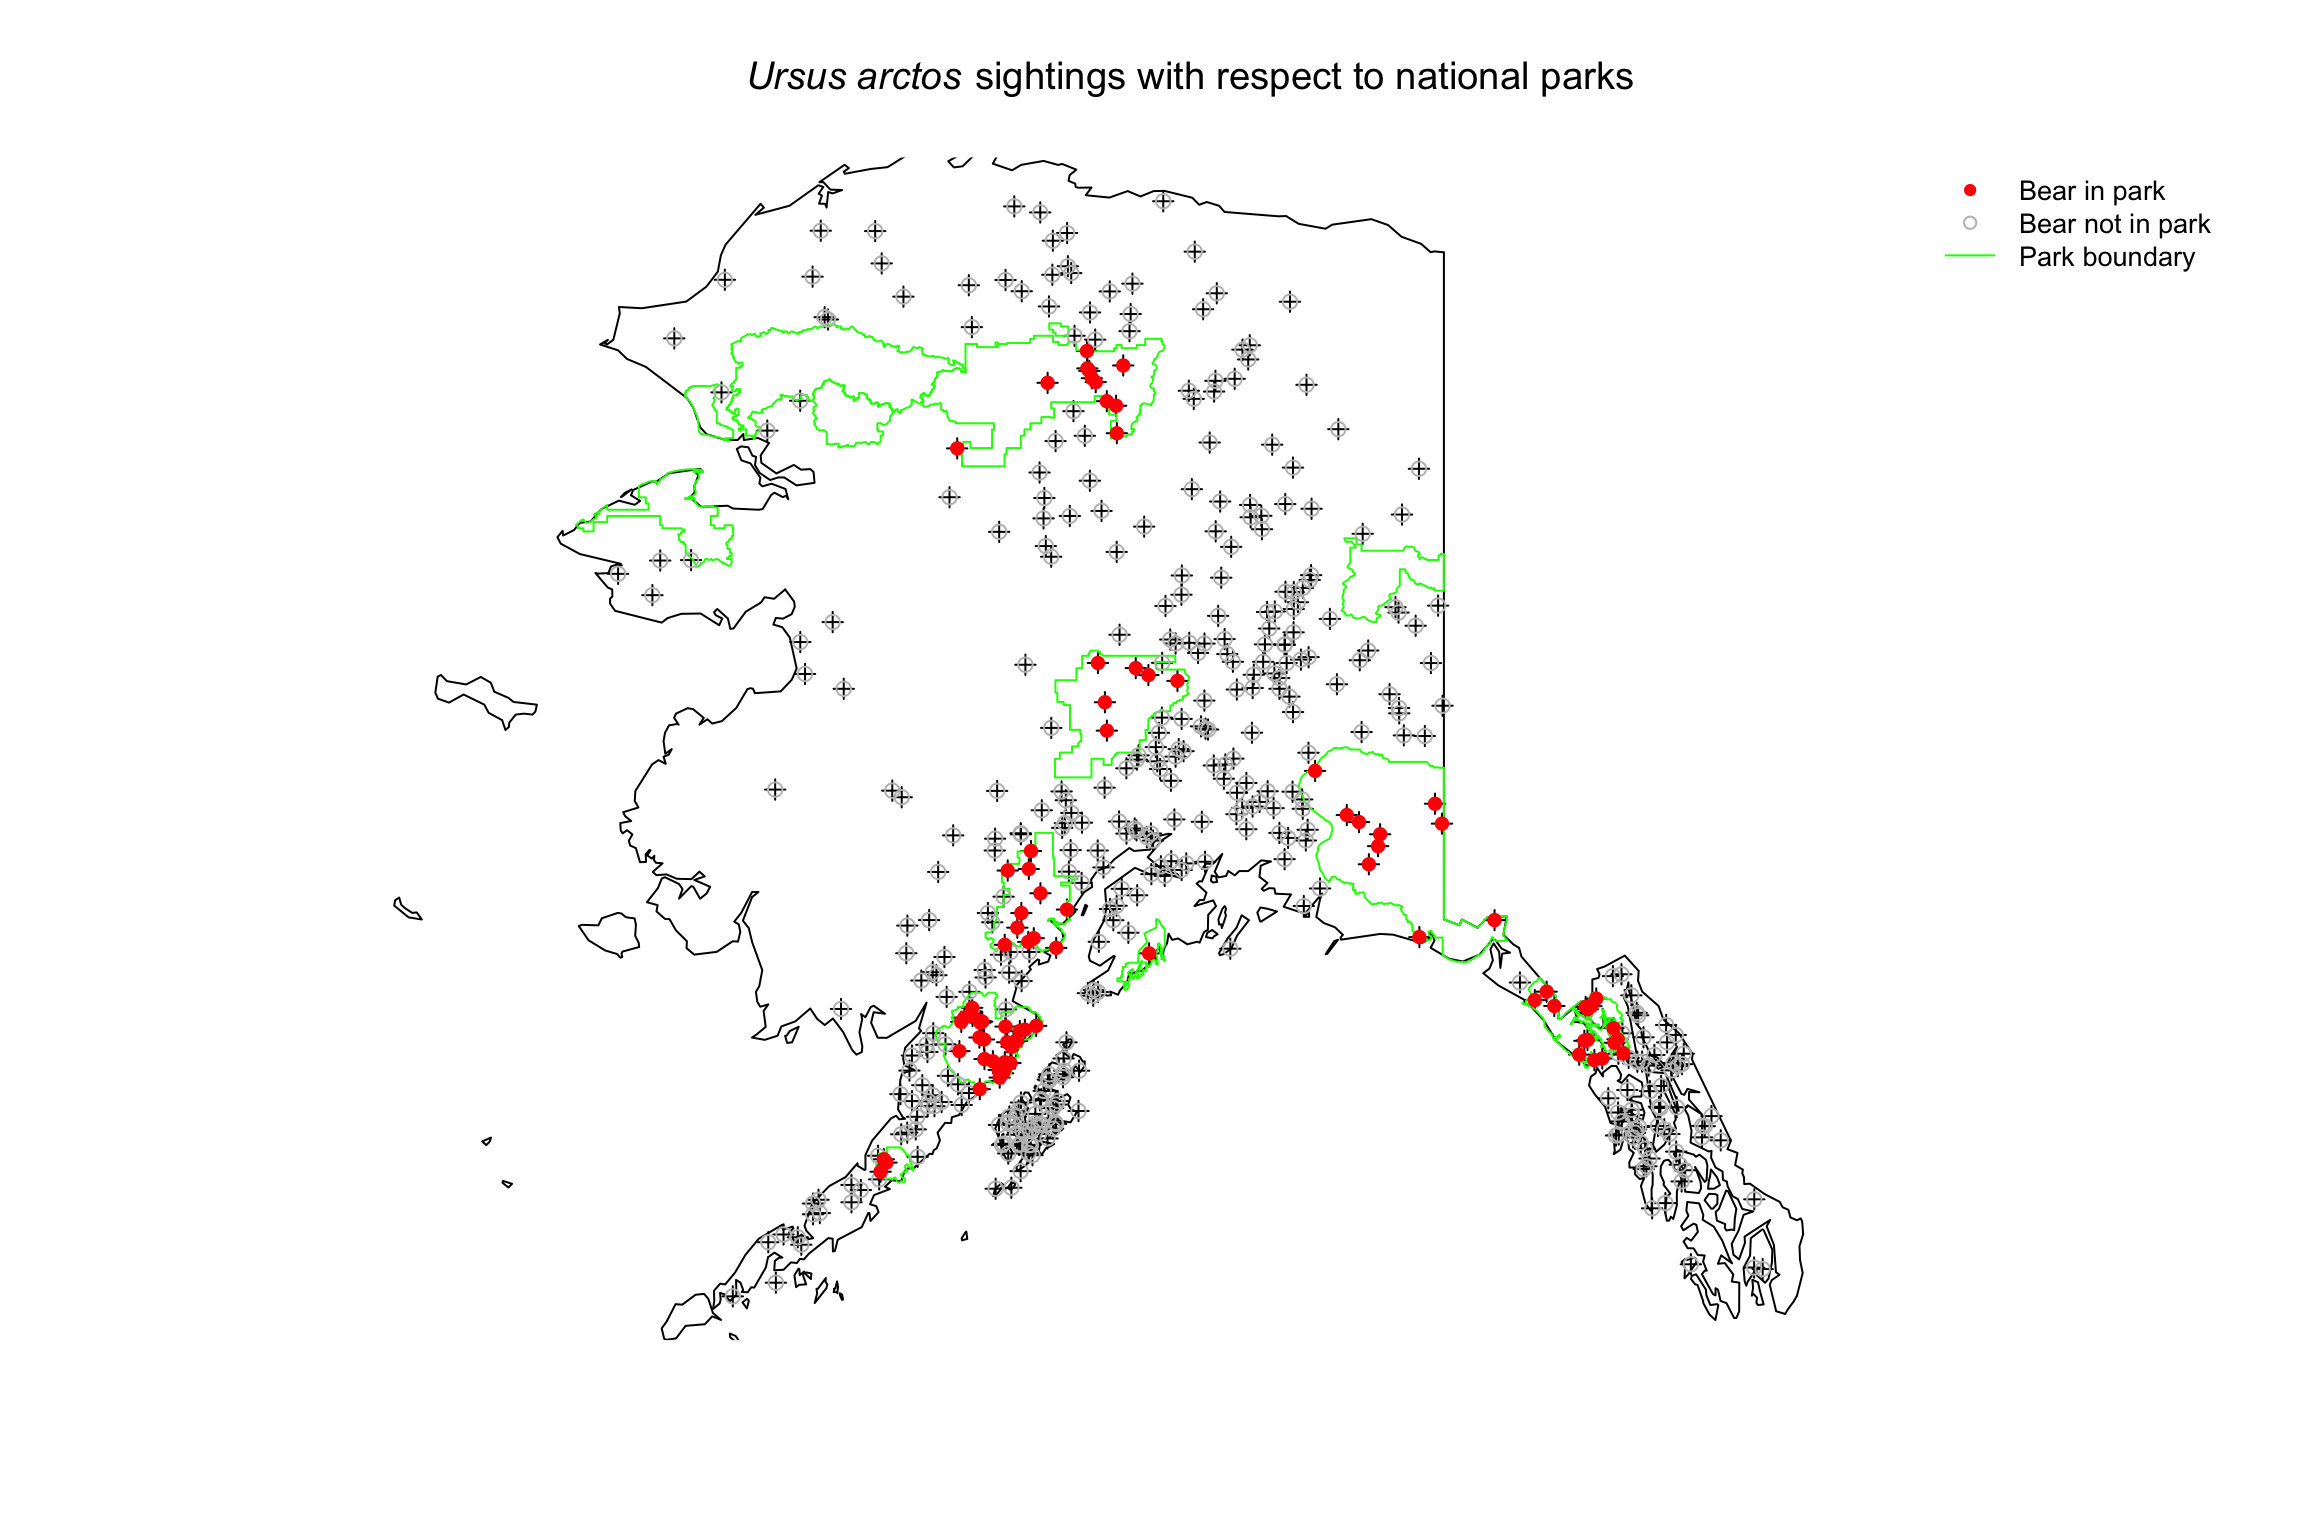 Ursus arctos sightings with respect to national parks
Bear in park
Bear not in park
Park boundary